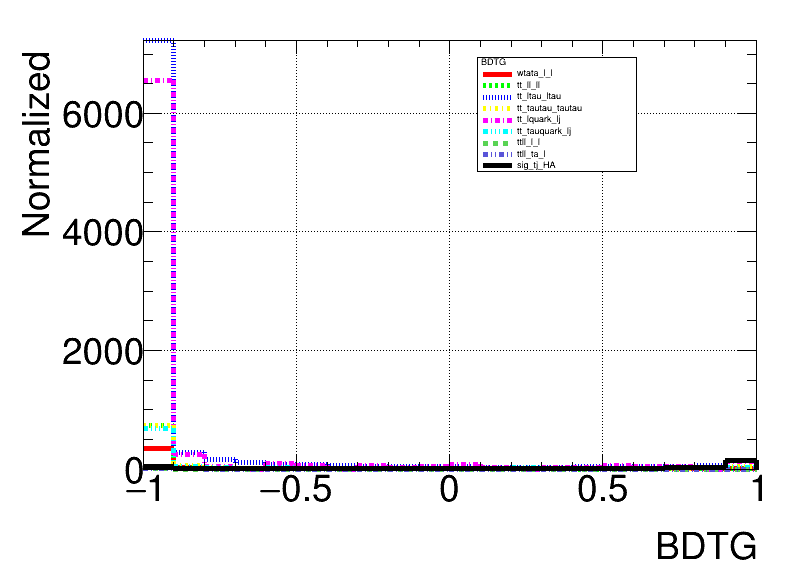 Normalized
6000
4000
2000
0
−1
−0.5
0
0.5
1
BDTG
BDTG
wtata_l_l
tt_ll_ll
tt_ltau_ltau
tt_tautau_tautau
tt_lquark_lj
tt_tauquark_lj
ttll_l_l
ttll_ta_l
sig_tj_HA